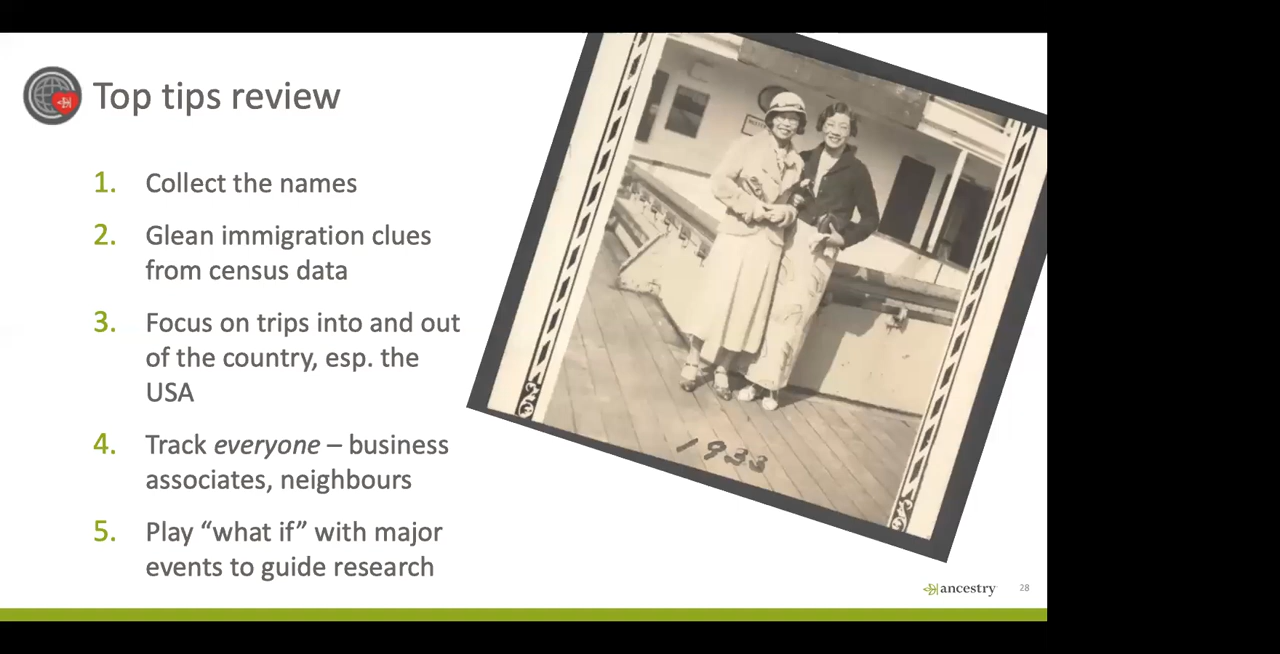 Top tips review
1. Collect the names
2. Glean immigration clues
from census data
3. Focus on trips into and out
of the country, esp. the
USA
4. Track everyone – business
associates, neighbours
5. Play “what if” with major
events to guide research
1933
ancestry
28